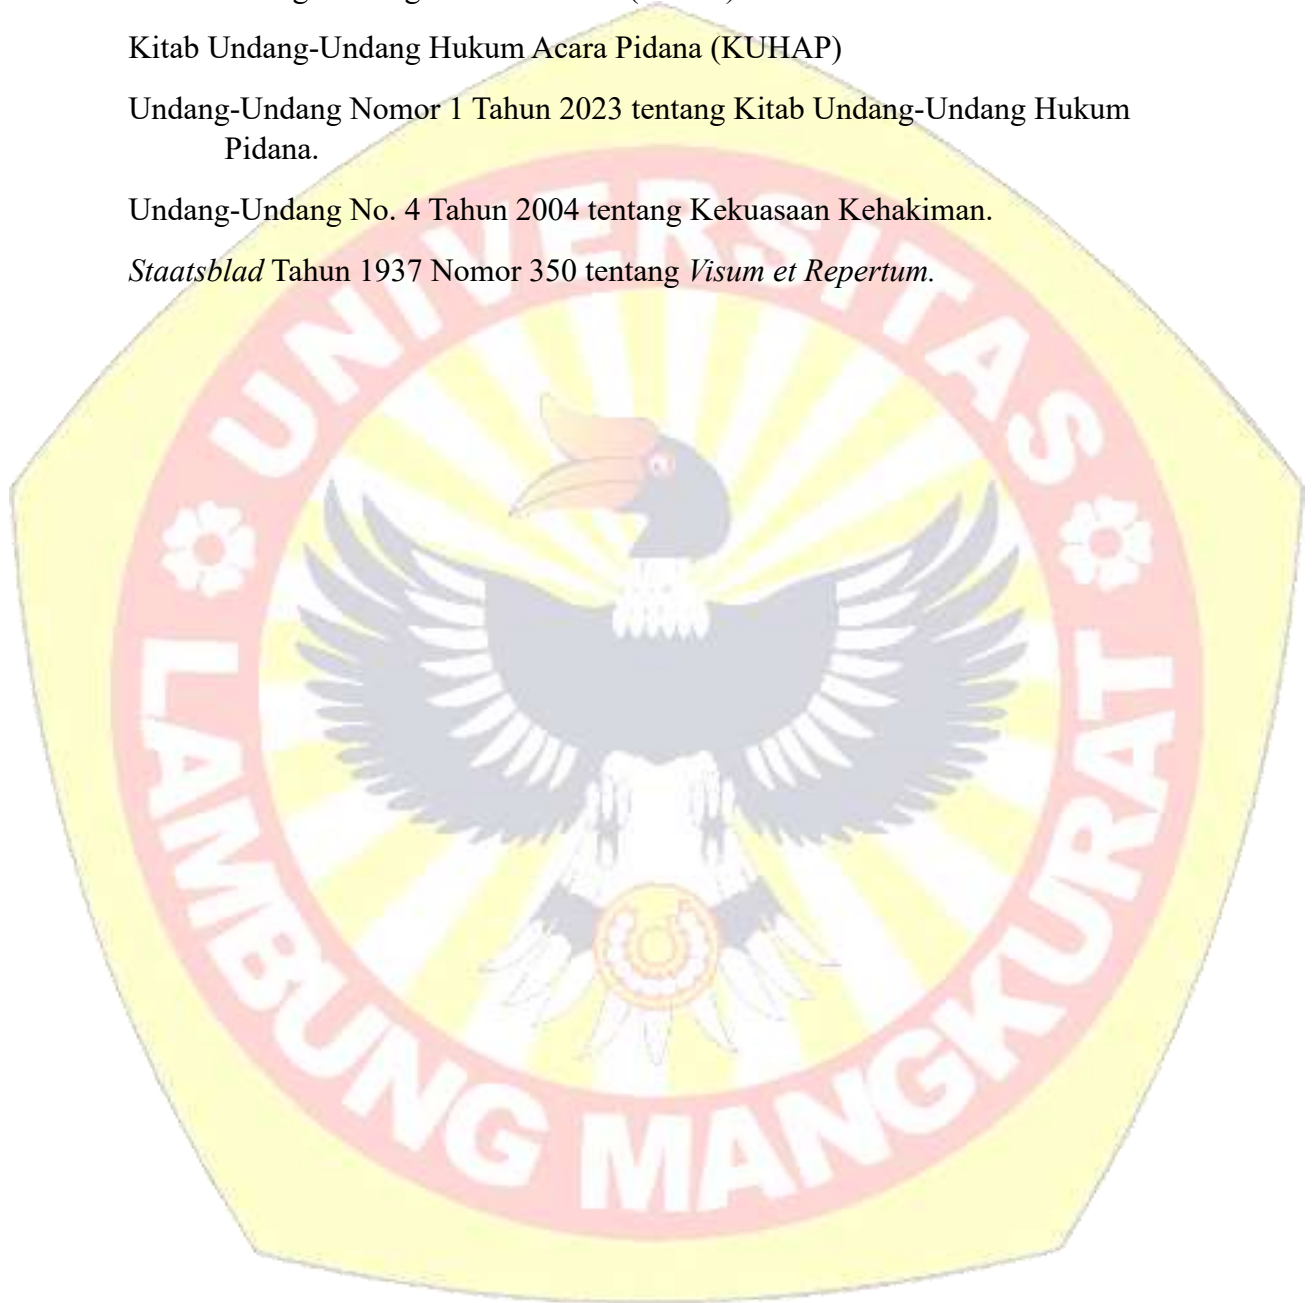 Kitab Undang-Undang Hukum Acara Pidana (KUHAP)
Undang-Undang Nomor 1 Tahun 2023 tentang Kitab Undang-Undang Hukum
Pidana.
Undang-Undang No. 4 Tahun 2004 tentang Kekuasaan Kehakiman.
Staatsblad Tahun 1937 Nomor 350 tentang Visum et Repertum.
UNIVERSITAS
LAMBUNG MANGKURAT